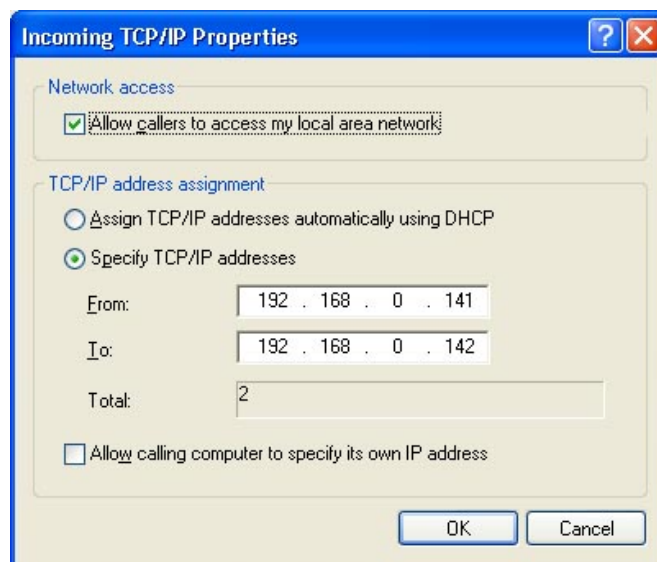 Incoming TCP/IP Properties
Network access
Allow callers to access my local area network
TCP/IP address assignment
Assign TCP/IP addresses automatically using DHCP
Specify TCP/IP addresses
From: 192 . 168 . 0 . 141
To: 192 . 168 . 0 . 142
Total: 2
Allow calling computer to specify its own IP address
OK Cancel